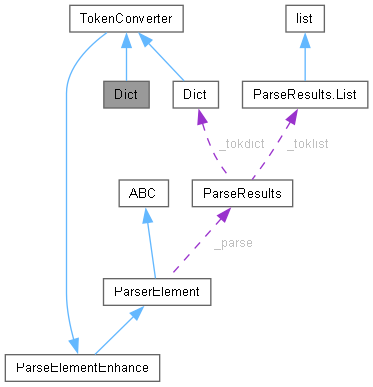 TokenConverter
list
Dict
Dict
ParseResults.List
_tokdict
_toklist
ABC
ParseResults
_parse
ParserElement
ParseElementEnhance